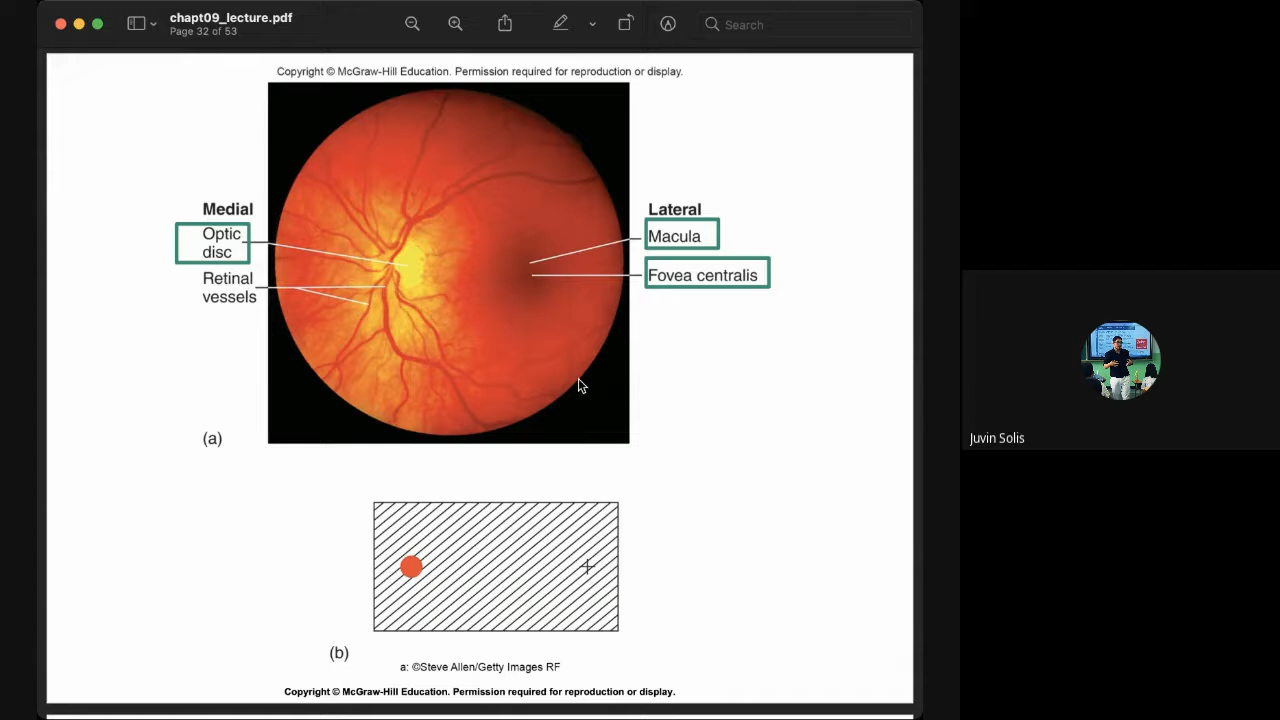 chapt09_lecture.pdf
Page 32 of 53
Search
Copyright © McGraw-Hill Education. Permission required for reproduction or display.
Medial
Optic
disc
Retinal
vessels
Lateral
Macula
Fovea centralis
(a)
(b)
a: ©Steve Allen/Getty Images RF
Copyright © McGraw-Hill Education. Permission required for reproduction or display.
Juvin Solis